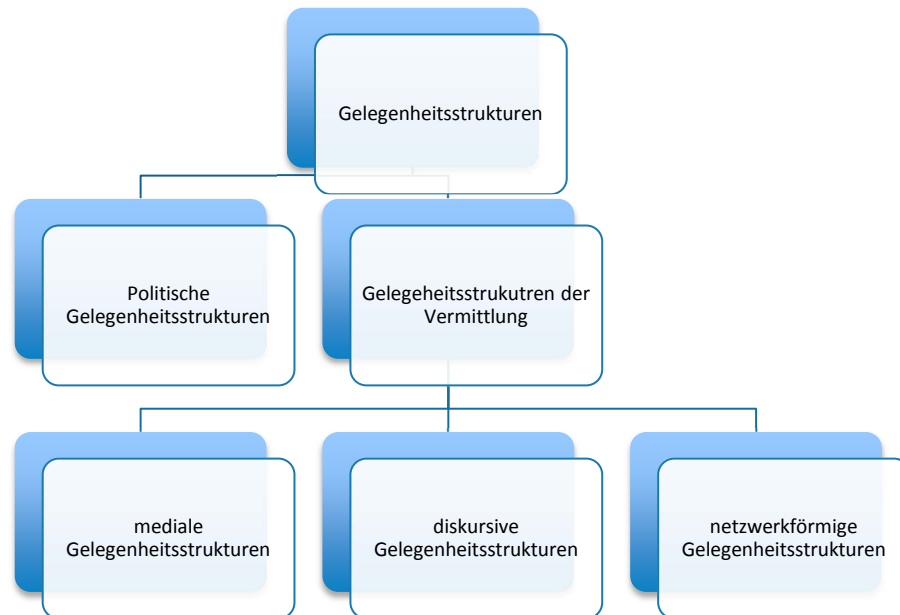 Gelegenheitsstrukturen
Politische
Gelegenheitsstrukturen
Gelegeheitsstrukutren der
Vermittlung
mediale
Gelegenheitsstrukturen
diskursive
Gelegenheitsstrukturen
netzwerkförmige
Gelegenheitsstrukturen